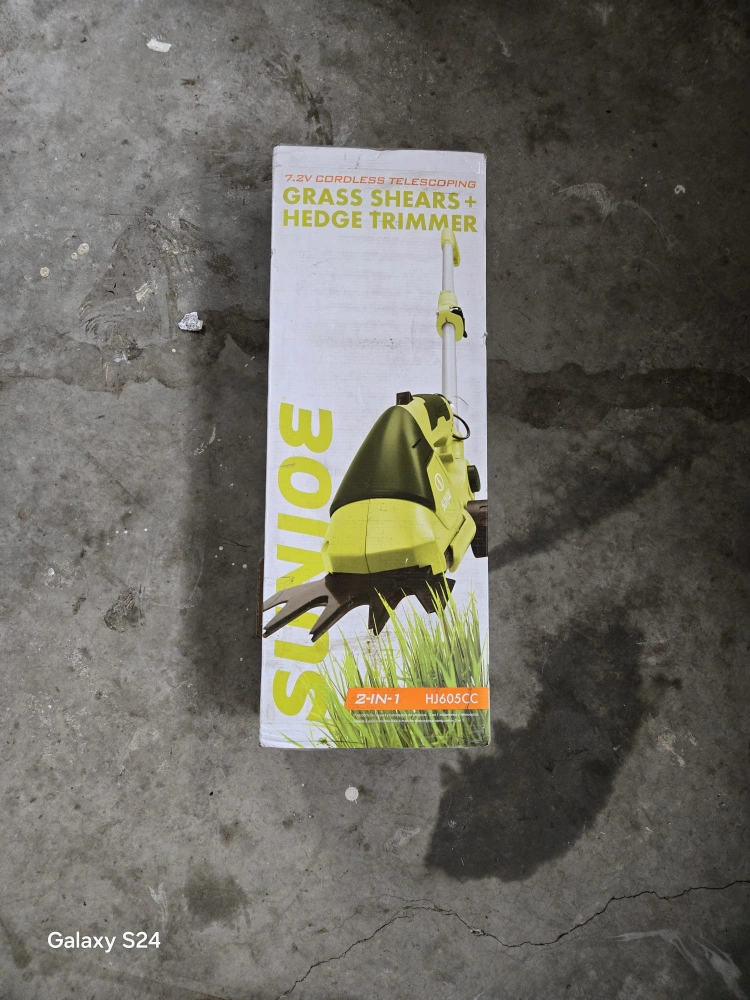 7.2V CORDLESS TELESCOPING
GRASS SHEARS +
HEDGE TRIMMER
SUNJOE
2-IN-1 HJ605CC
Galaxy S24